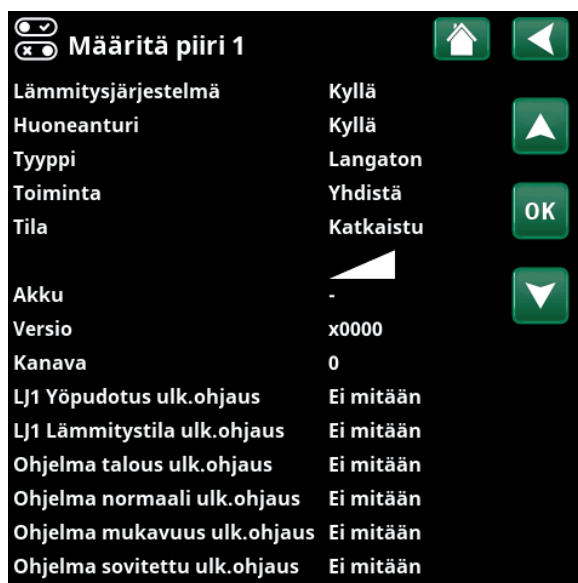 Määritä piiri 1
Lämmitysjärjestelmä Kyllä
Huoneanturi Kyllä
Tyyppi Langaton
Toiminta Yhdistä
OK
Tila Katkaistu
Akku -
Versio x0000
Kanava 0
LJ1 Yöpudotus ulk.ohjaus Ei mitään
LJ1 Lämmitystila ulk.ohjaus Ei mitään
Ohjelma talous ulk.ohjaus Ei mitään
Ohjelma normaali ulk.ohjaus Ei mitään
Ohjelma mukavuus ulk.ohjaus Ei mitään
Ohjelma sovitettu ulk.ohjaus Ei mitään